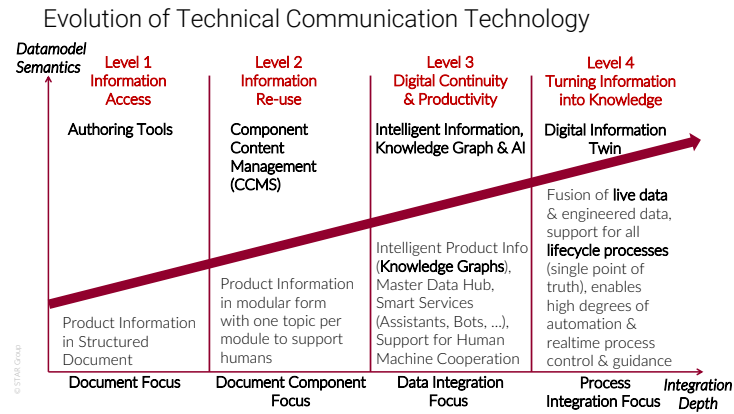 Evolution of Technical Communication Technology
Datamodel
Semantics
Level 1
Information
Access
Level 2
Information
Re-use
Level 3
Digital Continuity
& Productivity
Level 4
Turning Information
into Knowledge
Authoring Tools
Component
Content
Management
(CCMS)
Intelligent Information,
Knowledge Graph & AI
Digital Information
Twin
Product Information
in Structured
Document
Product Information
in modular form
with one topic per
module to support
humans
Intelligent Product Info
(Knowledge Graphs),
Master Data Hub,
Smart Services
(Assistants, Bots, ...),
Support for Human
Machine Cooperation
Fusion of live data
& engineered data,
support for all
lifecycle processes
(single point of
truth), enables
high degrees of
automation &
realtime process
control & guidance
Document Focus
Document Component
Focus
Data Integration
Focus
Process
Integration Focus
Integration
Depth
© STAR Group